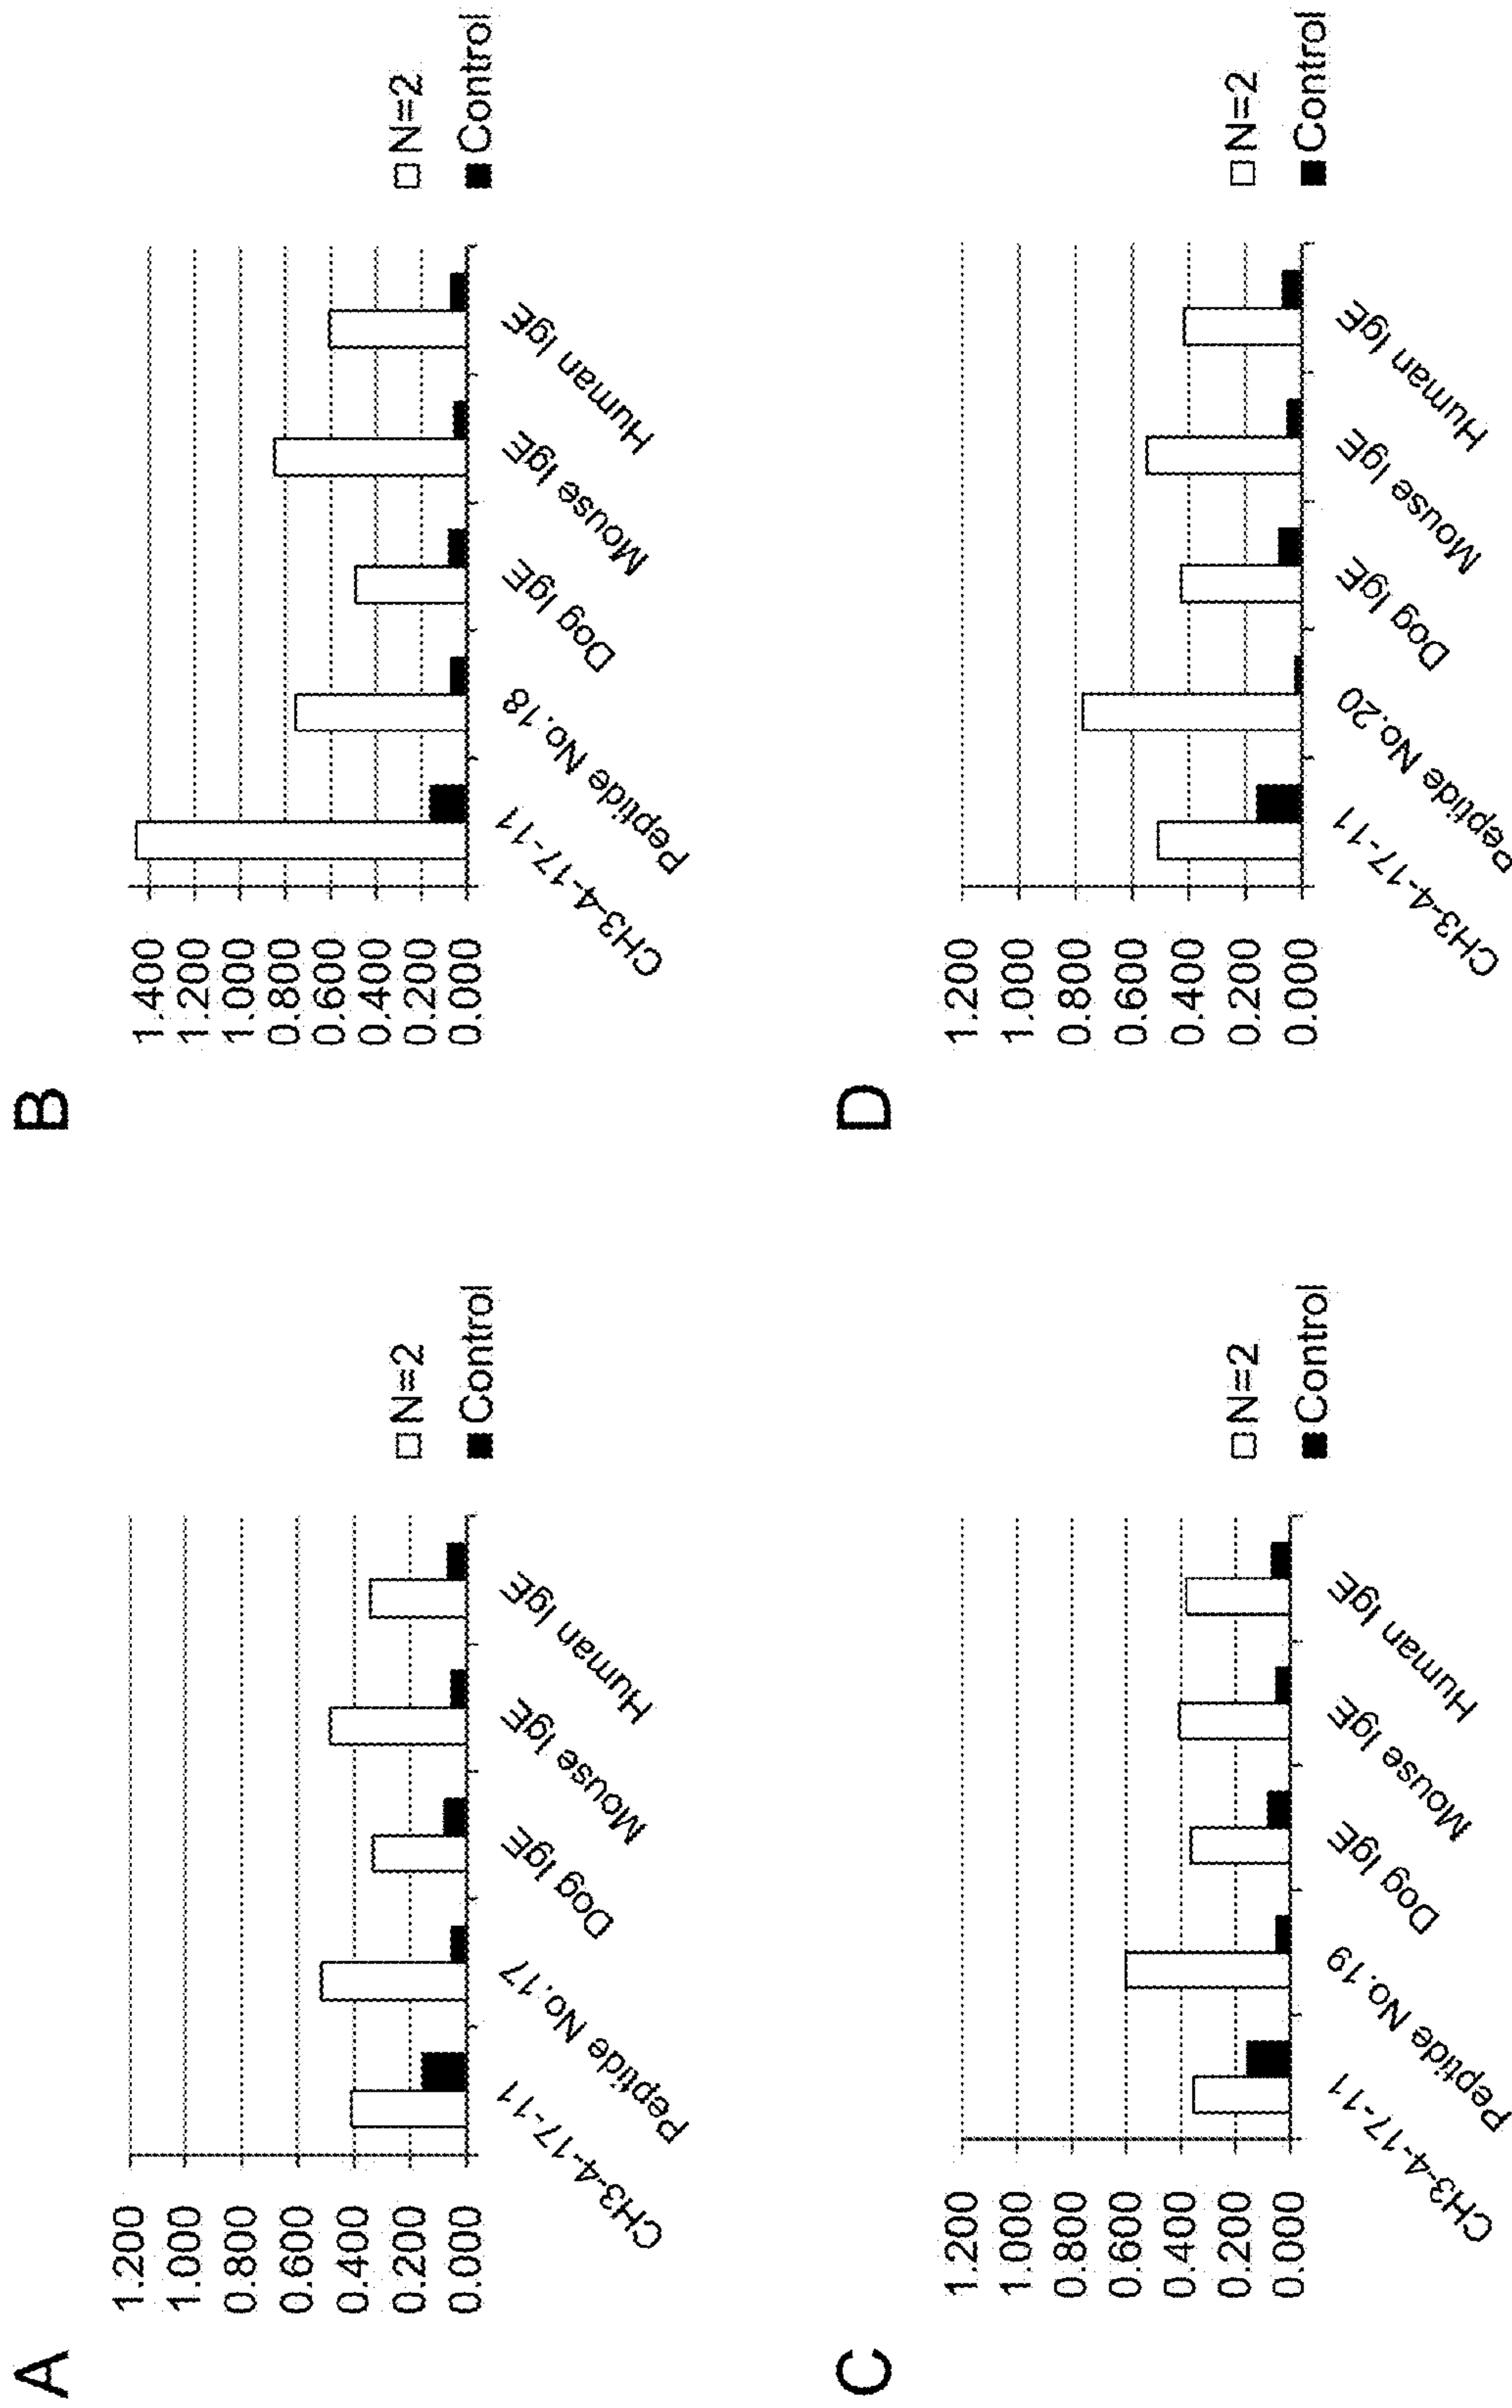 A
1.200
1.000
0.800
0.600
0.400
0.200
0.000
CH3-4-17-11
Peptide No.17
Dog IgE
Mouse IgE
Human IgE
N=2
Control
B
1.400
1.200
1.000
0.800
0.600
0.400
0.200
0.000
CH3-4-17-11
Peptide No.18
Dog IgE
Mouse IgE
Human IgE
N=2
Control
C
1.200
1.000
0.800
0.600
0.400
0.200
0.000
CH3-4-17-11
Peptide No.19
Dog IgE
Mouse IgE
Human IgE
N=2
Control
D
1.200
1.000
0.800
0.600
0.400
0.200
0.000
CH3-4-17-11
Peptide No.20
Dog IgE
Mouse IgE
Human IgE
N=2
Control